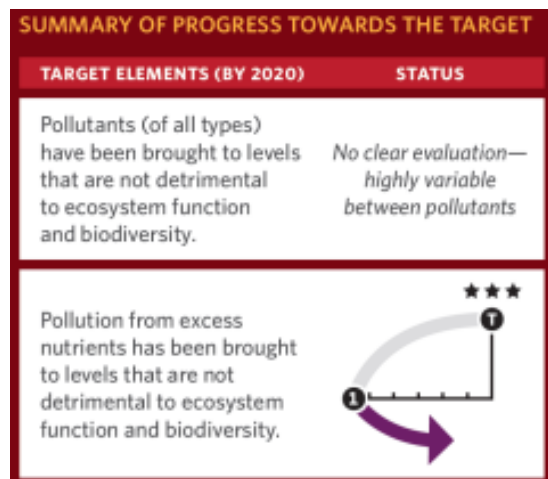 SUMMARY OF PROGRESS TOWARDS THE TARGET
TARGET ELEMENTS (BY 2020) STATUS
Pollutants (of all types)
have been brought to levels
that are not detrimental
to ecosystem function
and biodiversity.
No clear evaluation—
highly variable
between pollutants
Pollution from excess
nutrients has been brought
to levels that are not
detrimental to ecosystem
function and biodiversity.
★★★
T
1